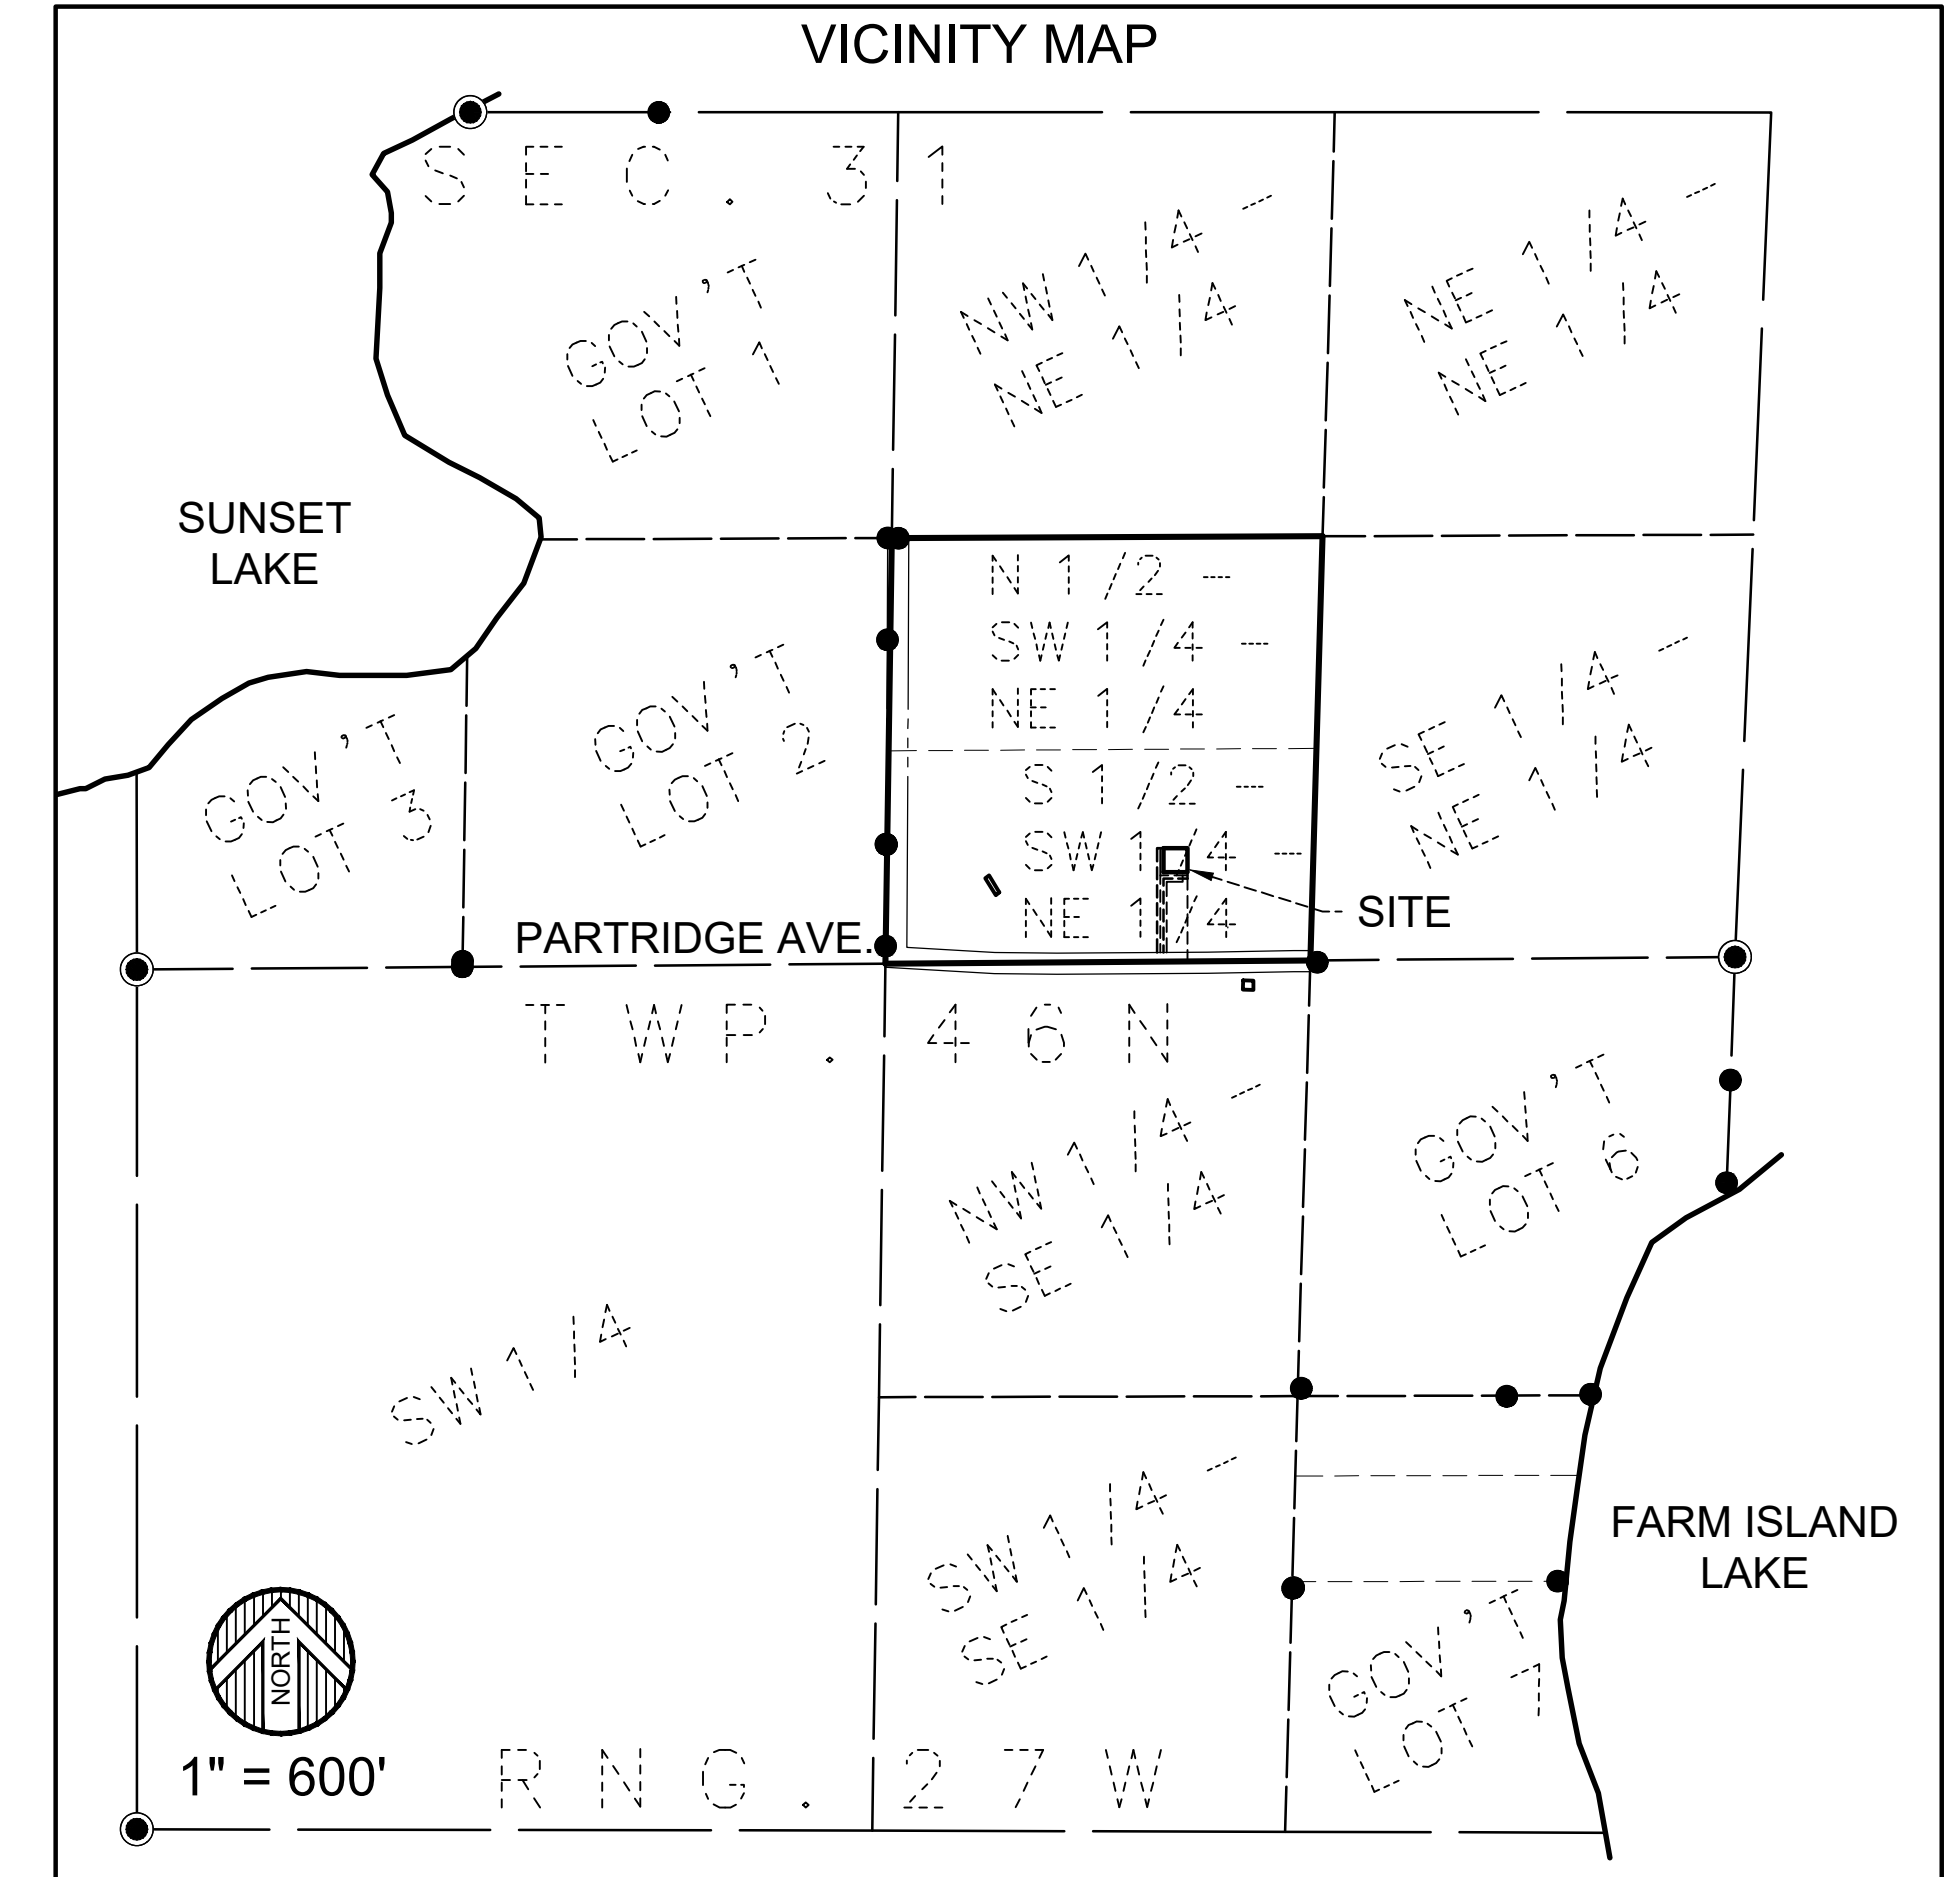 VICINITY MAP
SEC. 31
GOV'T
LOT 1
NW 1/4 -
NE 1/4
NE 1/4 -
NE 1/4
SUNSET
LAKE
N 1/2 -
SW 1/4 -
NE 1/4
GOV'T
LOT 3
GOV'T
LOT 2
S 1/2 -
SW 1/4 -
NE 1/4
SE 1/4 -
NE 1/4
SITE
PARTRIDGE AVE.
TWP. 46N
NW 1/4 -
SE 1/4
GOV'T
LOT 6
SW 1/4
SW 1/4 -
SE 1/4
FARM ISLAND
LAKE
GOV'T
LOT 7
NORTH
1" = 600'
RNG. 27W